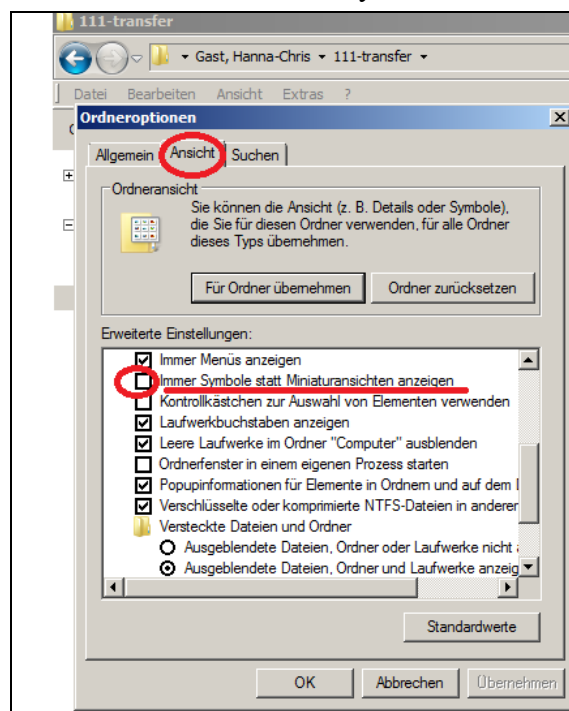 111-transfer
Gast, Hanna-Chris 111-transfer
Datei Bearbeiten Ansicht Extras ?
Ordneroptionen
Allgemein Ansicht Suchen
Ordneransicht
Sie können die Ansicht (z. B. Details oder Symbole),
die Sie für diesen Ordner verwenden, für alle Ordner
dieses Typs übernehmen.
Für Ordner übernehmen Ordner zurücksetzen
Erweiterte Einstellungen:
Immer Menüs anzeigen
Immer Symbole statt Miniaturansichten anzeigen
Kontrollkästchen zur Auswahl von Elementen verwenden
Laufwerkbuchstaben anzeigen
Leere Laufwerke im Ordner "Computer" ausblenden
Ordnerfenster in einem eigenen Prozess starten
Popupinformationen für Elemente in Ordnern und auf dem
Verschlüsselte oder komprimierte NTFS-Dateien in anderer
Versteckte Dateien und Ordner
Ausgeblendete Dateien, Ordner oder Laufwerke nicht
Ausgeblendete Dateien, Ordner und Laufwerke anzeig
Standardwerte
OK Abbrechen Übernehmen